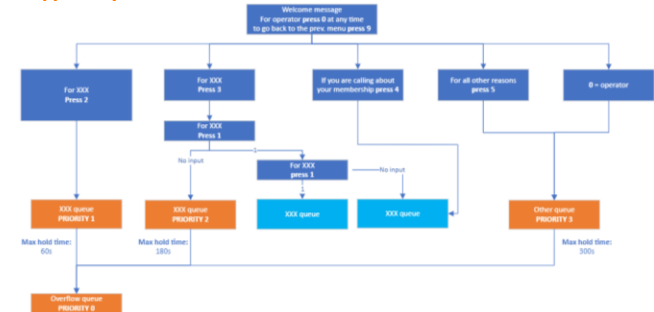 Welcome message
For operator press 0 at any time
to go back to the prev. menu press 9
For XXX
Press 2
For XXX
Press 3
If you are calling about
your membership press 4
For all other reasons
press 5
0 = operator
For XXX
Press 1
No input
1
For XXX
press 1
No input
1
XXX queue
PRIORITY 1
XXX queue
PRIORITY 2
XXX queue
XXX queue
Other queue
PRIORITY 3
Max hold time:
60s
Max hold time:
180s
Max hold time:
300s
Overflow queue
PRIORITY 0